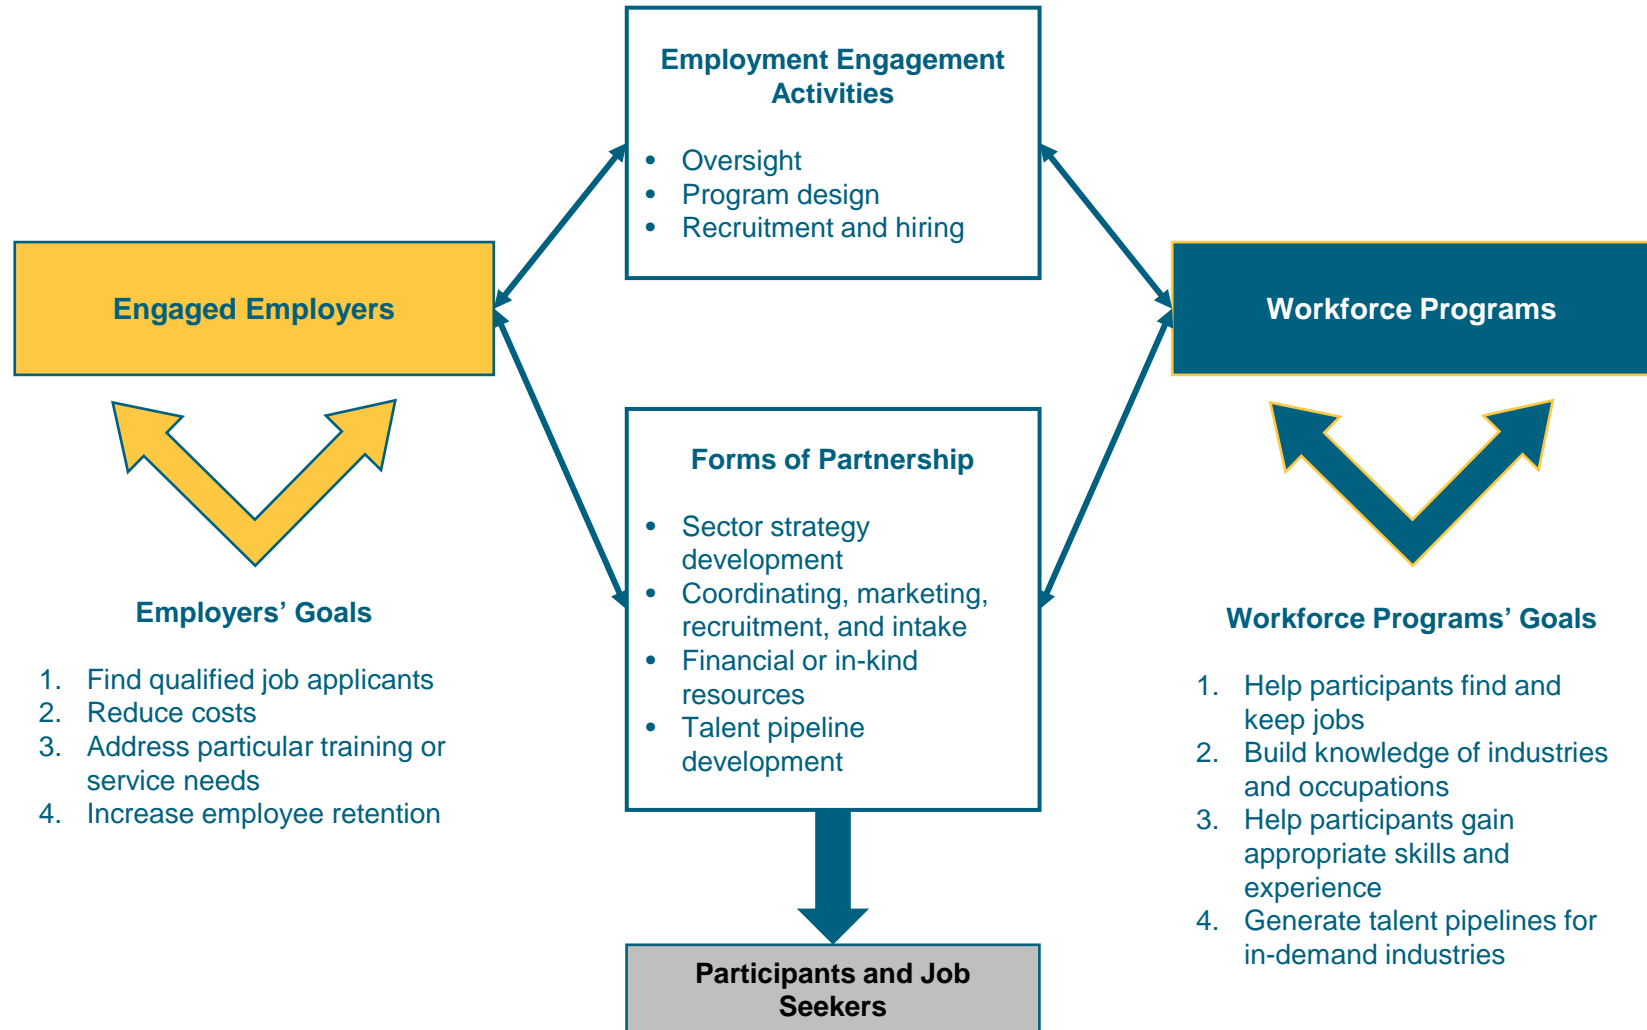 Employment Engagement
Activities
• Oversight
• Program design
• Recruitment and hiring
Engaged Employers
Workforce Programs
Forms of Partnership
• Sector strategy
development
• Coordinating, marketing,
recruitment, and intake
• Financial or in-kind
resources
• Talent pipeline
development
Employers’ Goals
1. Find qualified job applicants
2. Reduce costs
3. Address particular training or
service needs
4. Increase employee retention
Workforce Programs’ Goals
1. Help participants find and
keep jobs
2. Build knowledge of industries
and occupations
3. Help participants gain
appropriate skills and
experience
4. Generate talent pipelines for
in-demand industries
Participants and Job
Seekers